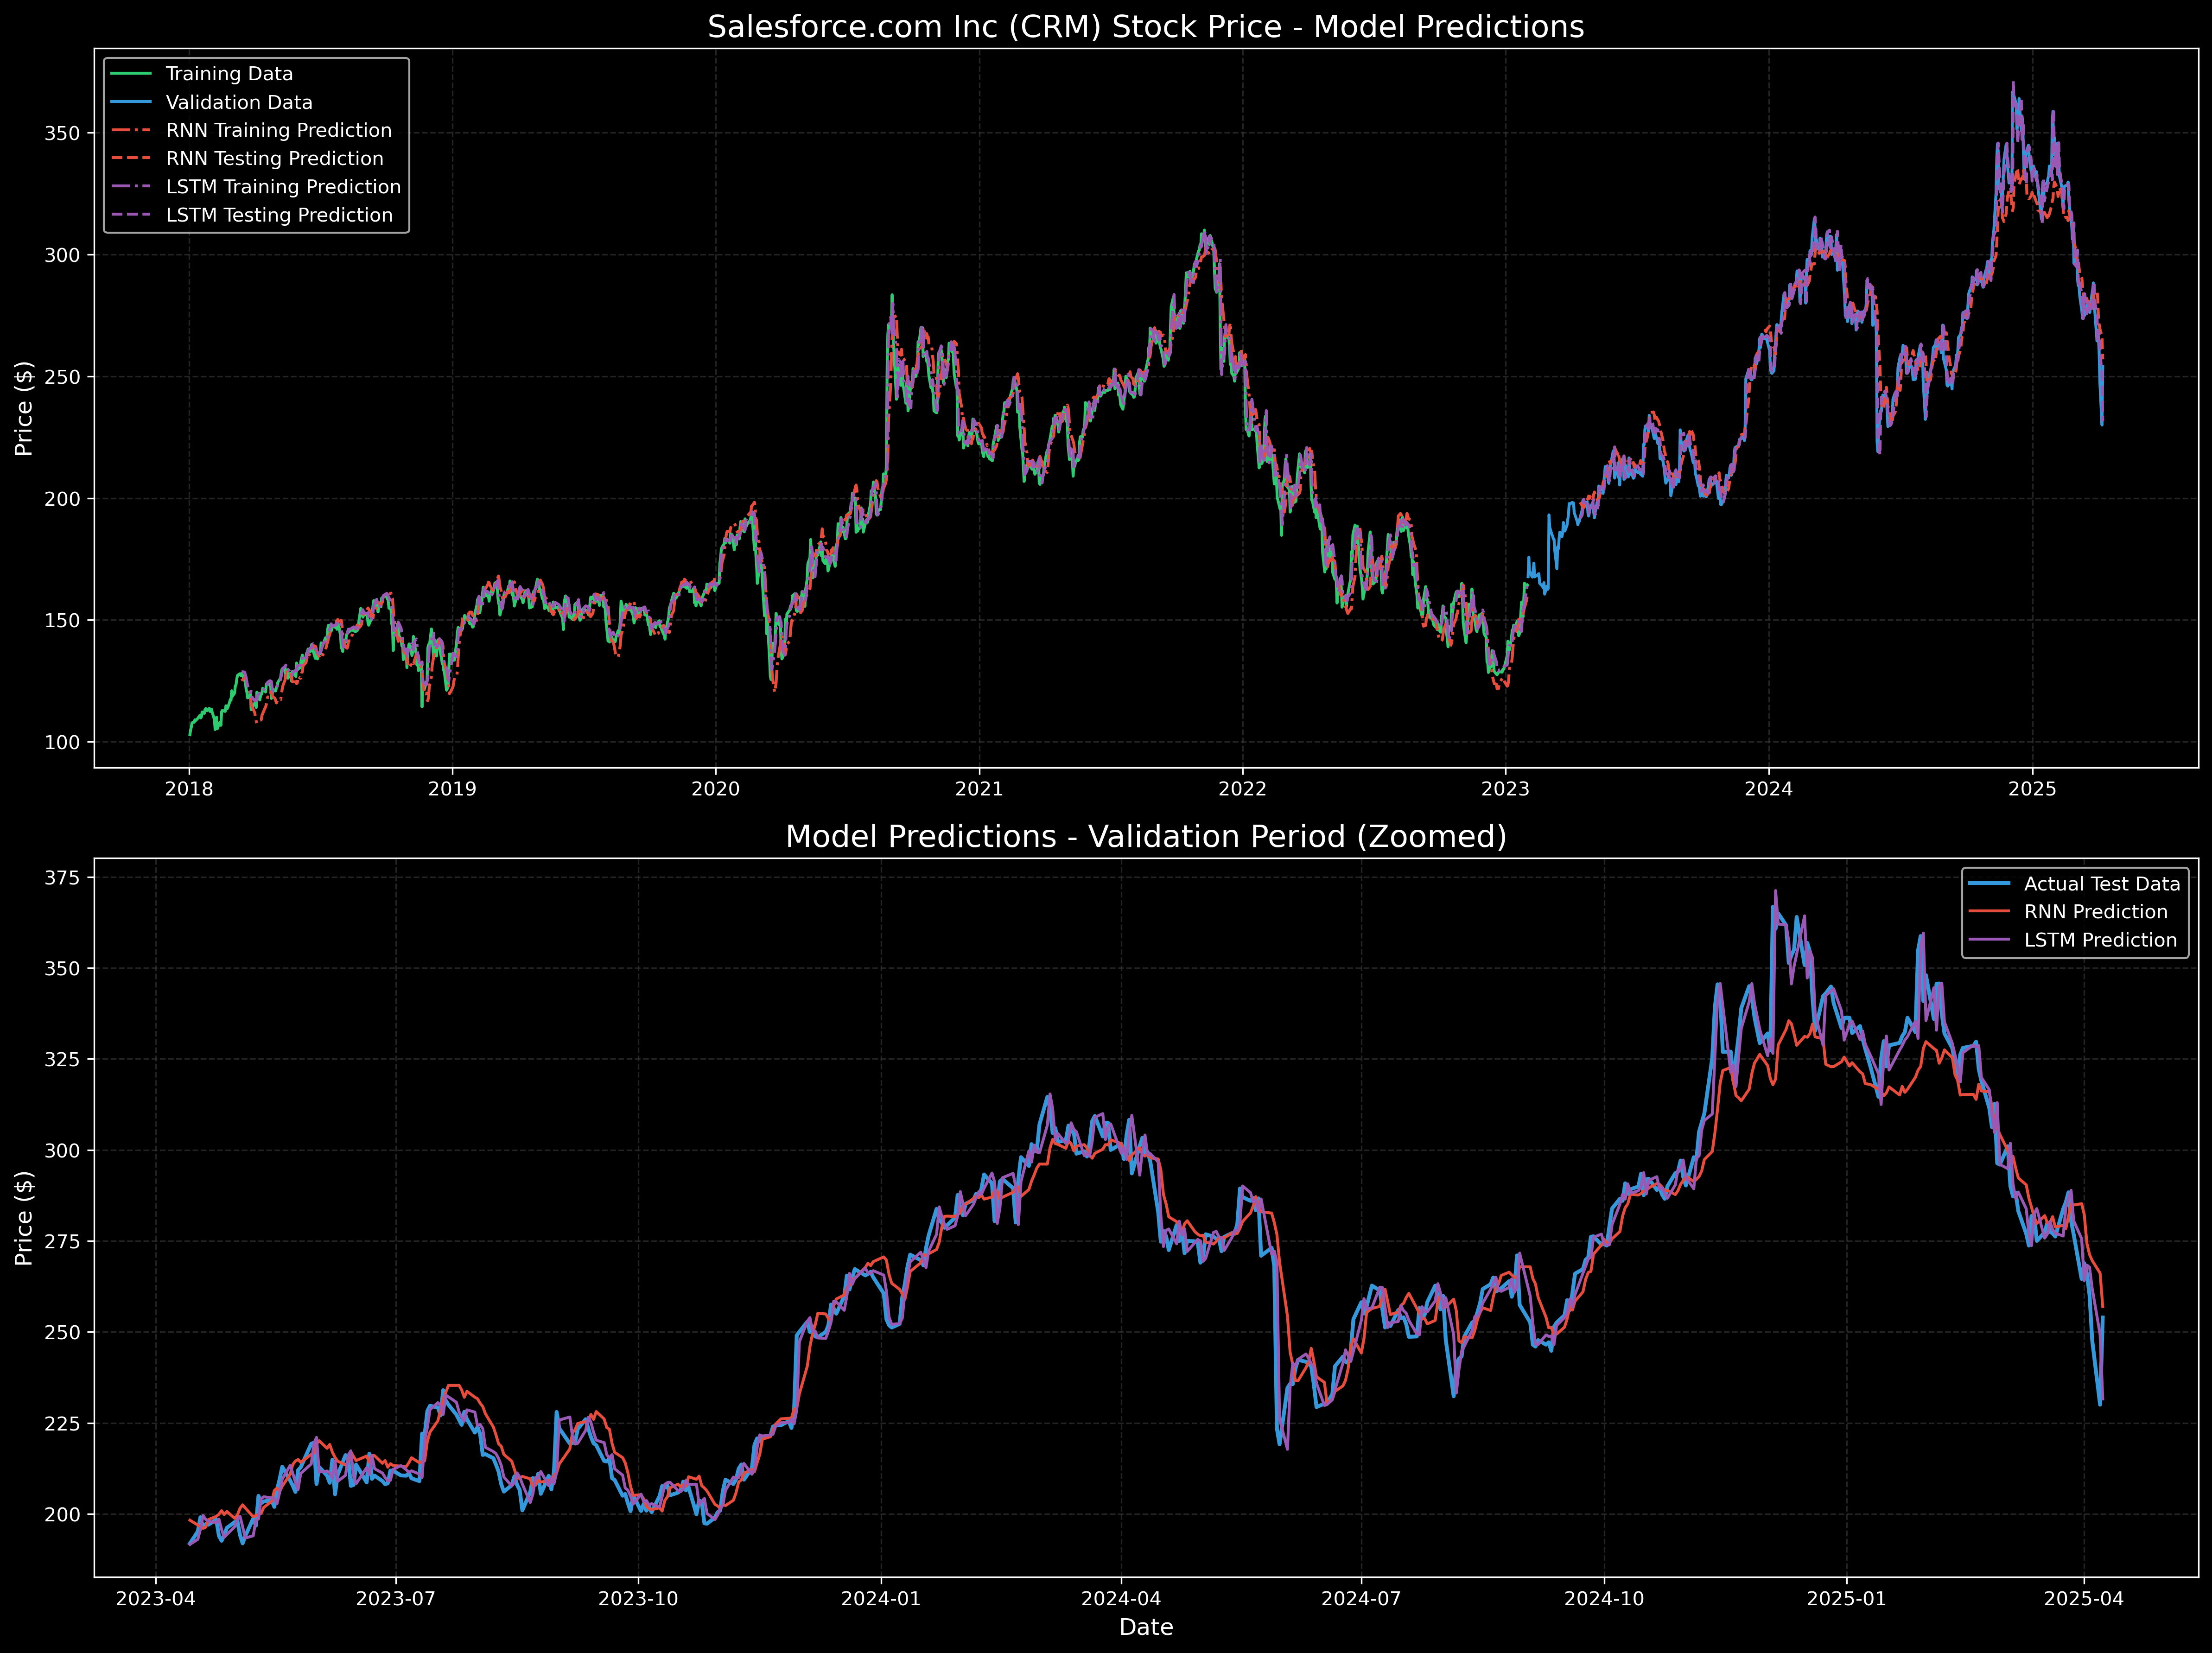 Salesforce.com Inc (CRM) Stock Price - Model Predictions
Training Data
Validation Data
RNN Training Prediction
RNN Testing Prediction
LSTM Training Prediction
LSTM Testing Prediction
Price ($)
350
300
250
200
150
100
2018 2019 2020 2021 2022 2023 2024 2025
Model Predictions - Validation Period (Zoomed)
Actual Test Data
RNN Prediction
LSTM Prediction
Price ($)
375
350
325
300
275
250
225
200
2023-04 2023-07 2023-10 2024-01 2024-04 2024-07 2024-10 2025-01 2025-04
Date